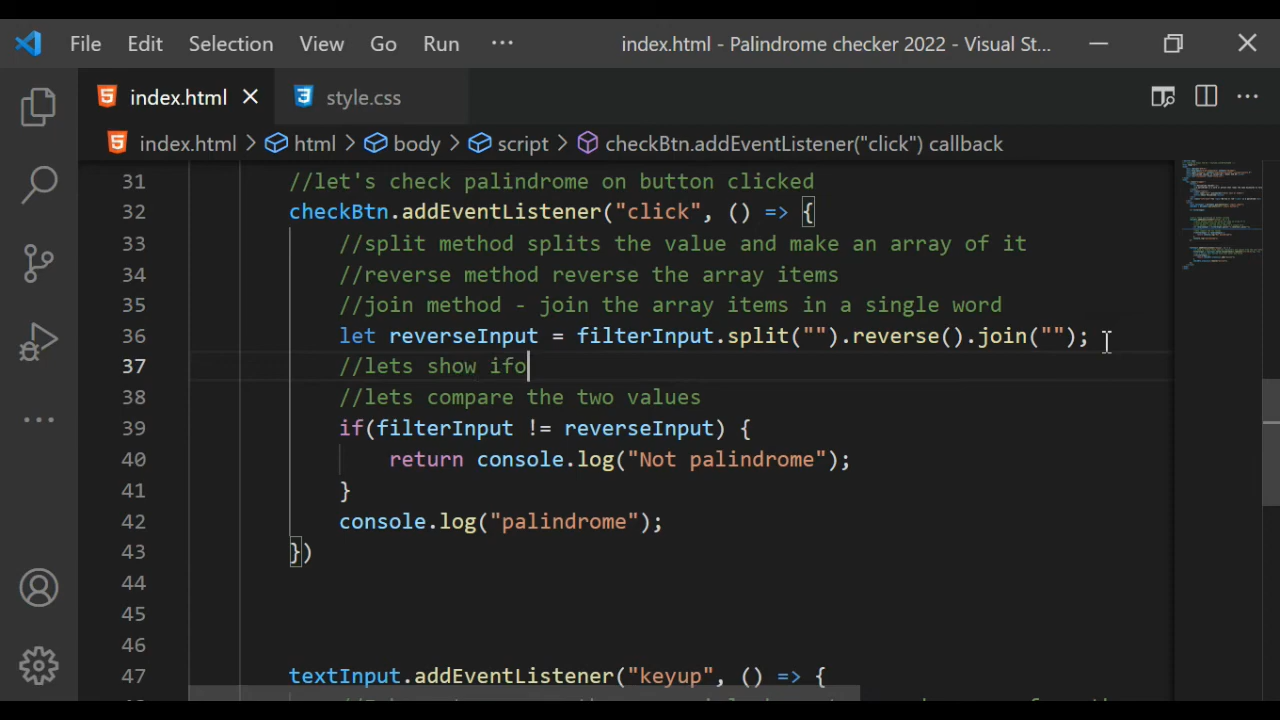 File Edit Selection View Go Run ··· index.html - Palindrome checker 2022 - Visual St...
index.html style.css
index.html > html > body > script > checkBtn.addEventListener("click") callback
31 //let's check palindrome on button clicked
32 checkBtn.addEventListener("click", () => {
33 //split method splits the value and make an array of it
34 //reverse method reverse the array items
35 //join method - join the array items in a single word
36 let reverseInput = filterInput.split("").reverse().join("");
37 //lets show ifo
38 //lets compare the two values
39 if(filterInput != reverseInput) {
40 return console.log("Not palindrome");
41 }
42 console.log("palindrome");
43 })
44
45
46
47 textInput.addEventListener("keyup", () => {